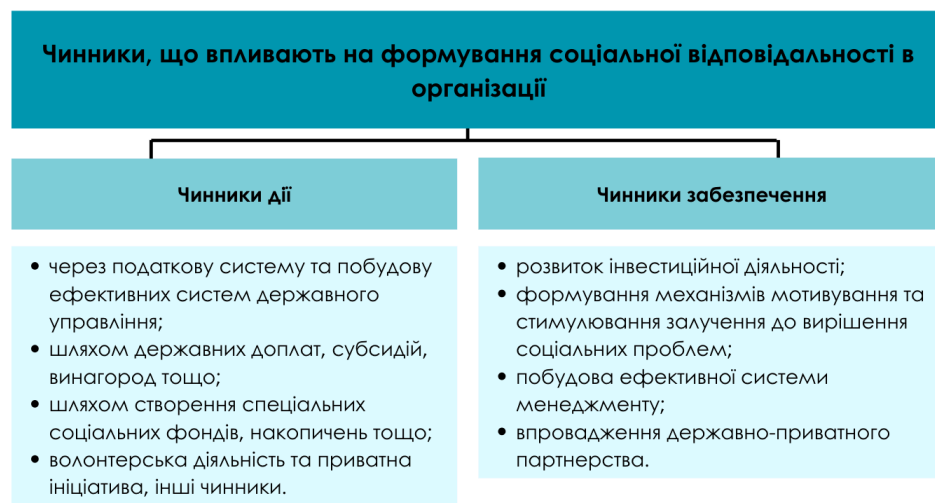 Чинники, що впливають на формування соціальної відповідальності в
організації
Чинники дії
• через податкову систему та побудову
ефективних систем державного
управління;
• шляхом державних доплат, субсидій,
винагород тощо;
• шляхом створення спеціальних
соціальних фондів, накопичень тощо;
• волонтерська діяльність та приватна
ініціатива, інші чинники.
Чинники забезпечення
• розвиток інвестиційної діяльності;
• формування механізмів мотивування та
стимулювання залучення до вирішення
соціальних проблем;
• побудова ефективної системи
менеджменту;
• впровадження державно-приватного
партнерства.